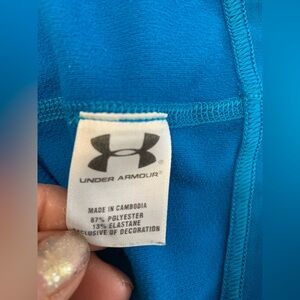 UNDER ARMOUR
MADE IN CAMBODIA
87% POLYESTER
13% ELASTANE
EXCLUSIVE OF DECORATION